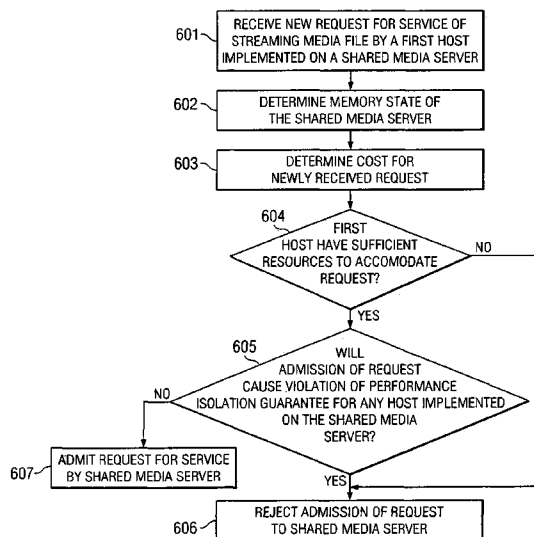 601
RECEIVE NEW REQUEST FOR SERVICE OF
STREAMING MEDIA FILE BY A FIRST HOST
IMPLEMENTED ON A SHARED MEDIA SERVER
602
DETERMINE MEMORY STATE OF
THE SHARED MEDIA SERVER
603
DETERMINE COST FOR
NEWLY RECEIVED REQUEST
604
FIRST
HOST HAVE SUFFICIENT
RESOURCES TO ACCOMODATE
REQUEST?
NO
YES
605
WILL
ADMISSION OF REQUEST
CAUSE VIOLATION OF PERFORMANCE
ISOLATION GUARANTEE FOR ANY HOST IMPLEMENTED
ON THE SHARED MEDIA
SERVER?
NO
607
ADMIT REQUEST FOR SERVICE
BY SHARED MEDIA SERVER
YES
606
REJECT ADMISSION OF REQUEST
TO SHARED MEDIA SERVER